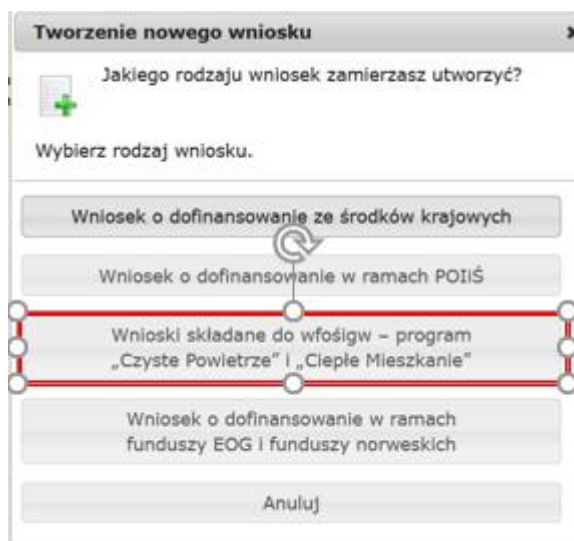 Tworzenie nowego wniosku
Jakiego rodzaju wniosek zamierzasz utworzyć?
Wybierz rodzaj wniosku.
Wniosek o dofinansowanie ze środków krajowych
Wniosek o dofinansowanie w ramach POIiŚ
Wnioski składane do wfośigw – program
„Czyste Powietrze” i „Ciepłe Mieszkanie”
Wniosek o dofinansowanie w ramach
funduszy EOG i funduszy norweskich
Anuluj